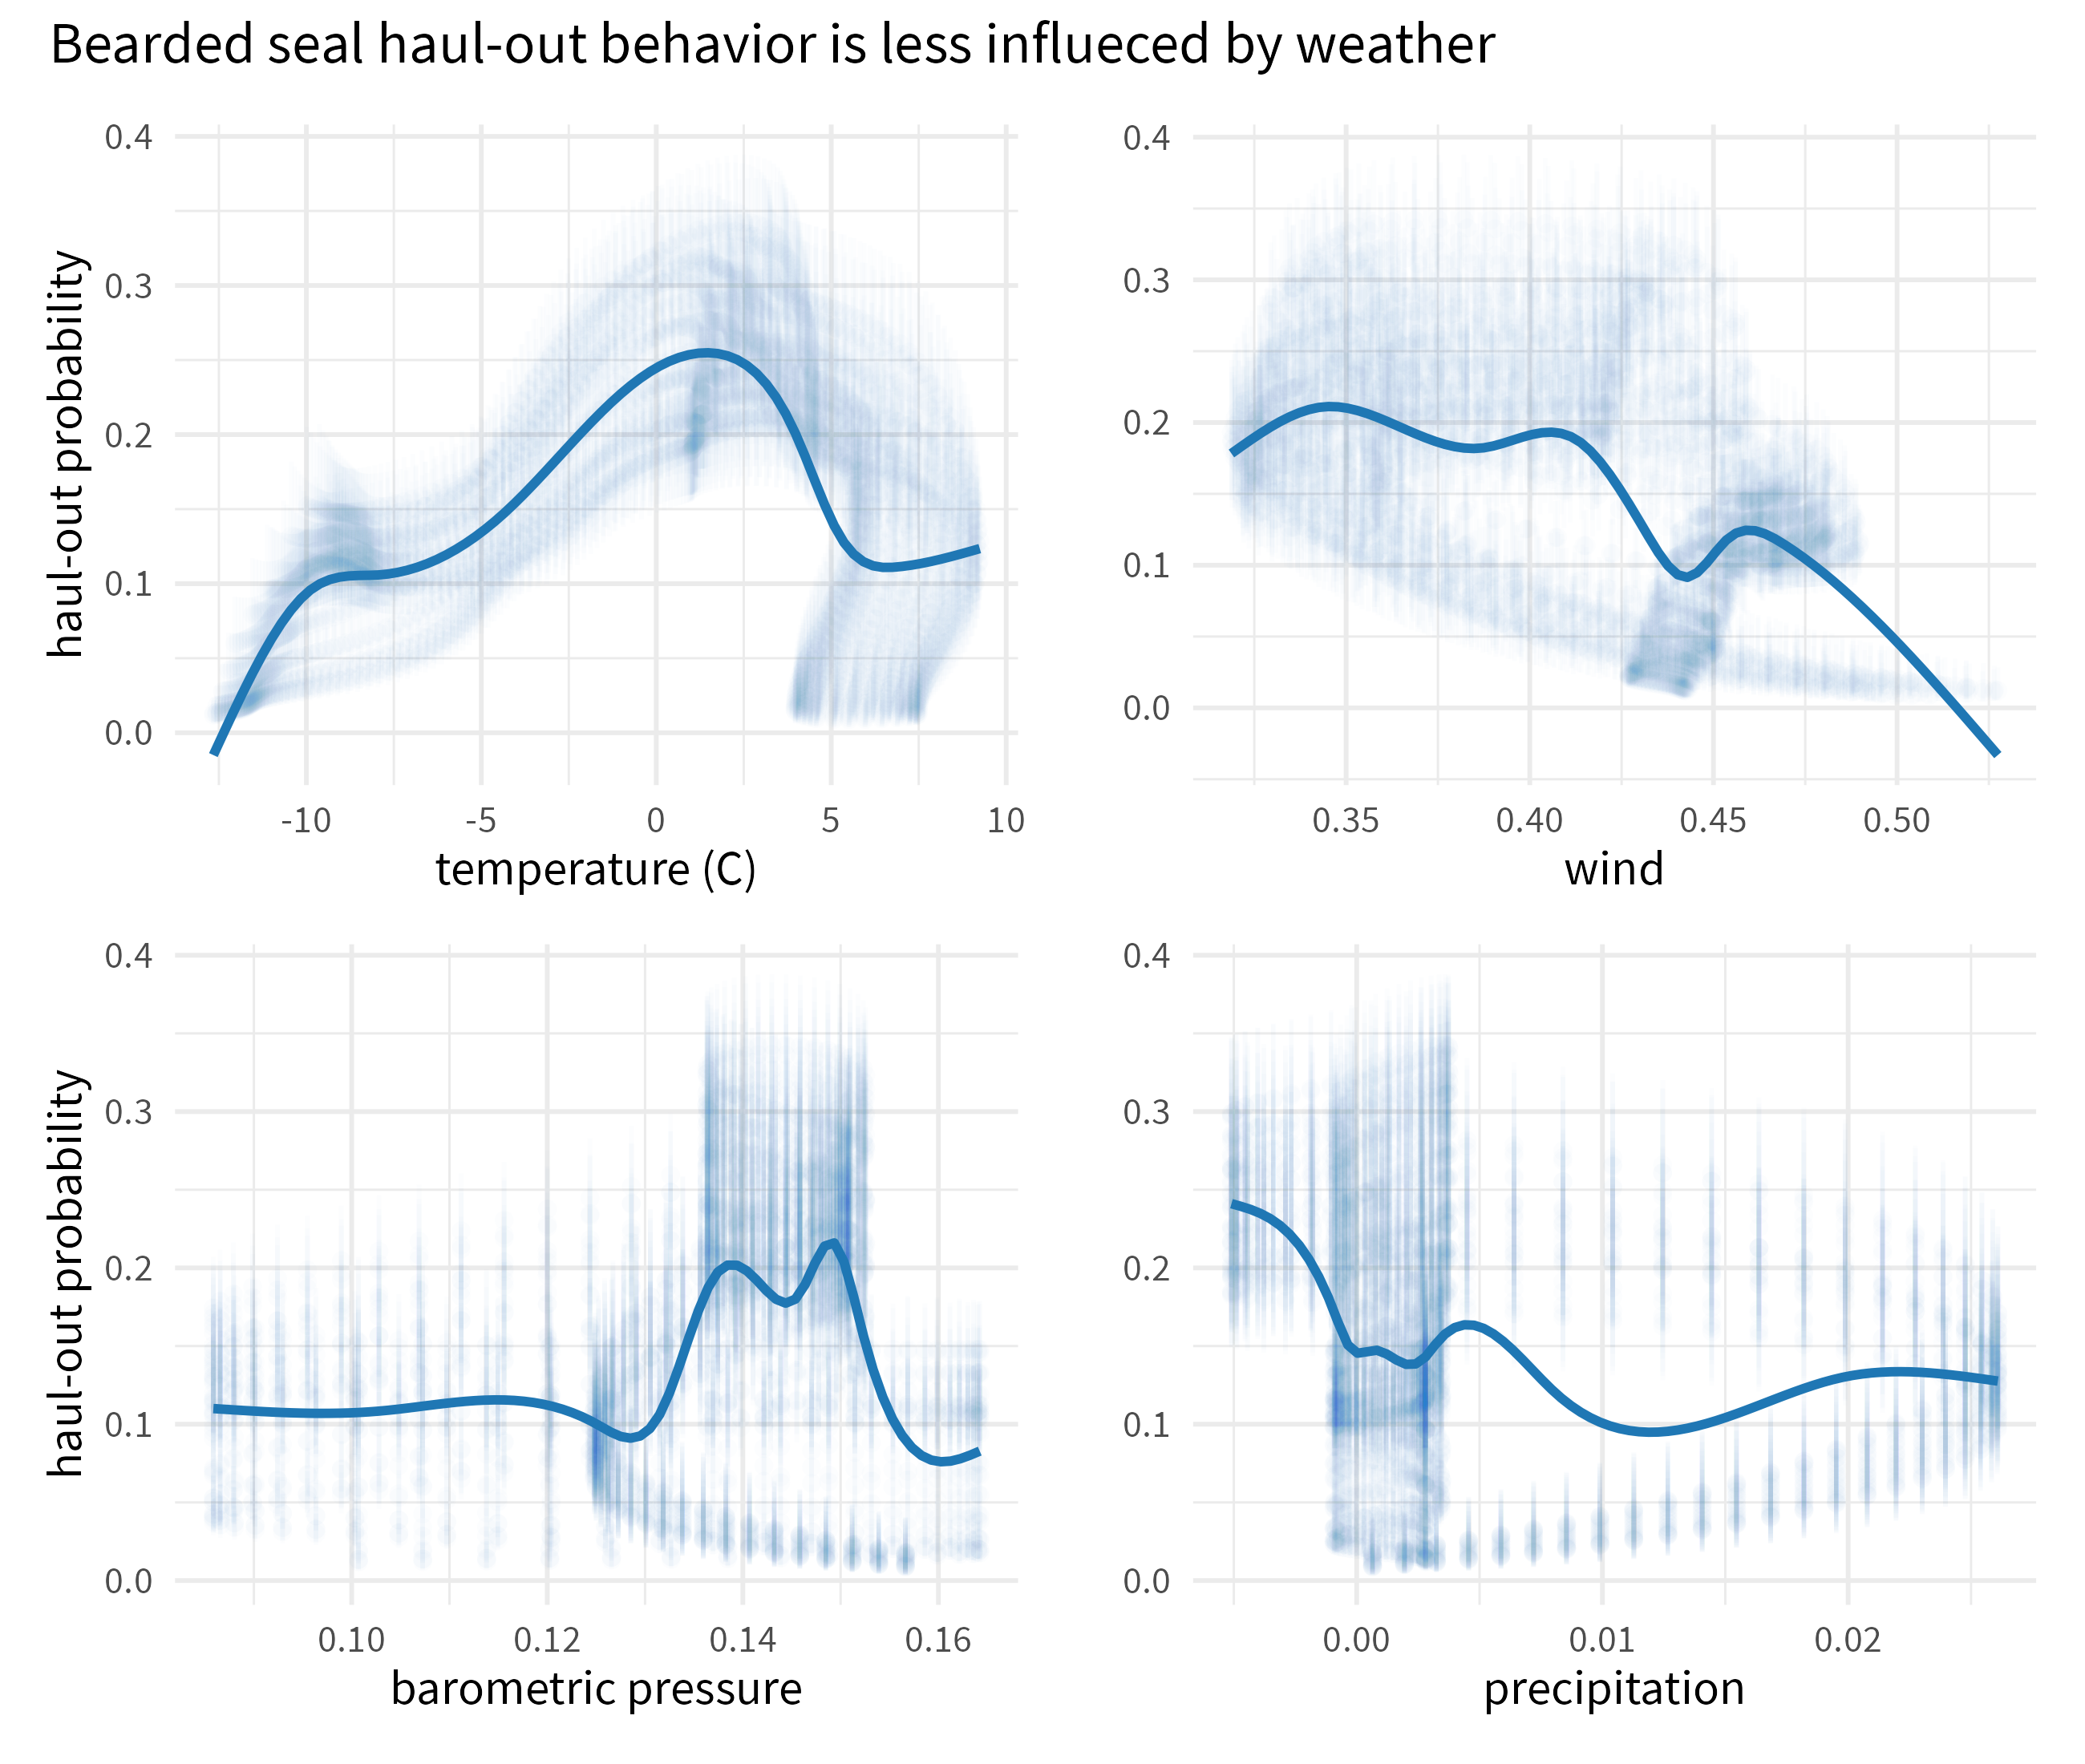 Bearded seal haul-out behavior is less influeced by weather
haul-out probability
0.4
0.3
0.2
0.1
0.0
-10 -5 0 5 10
temperature (C)
0.4
0.3
0.2
0.1
0.0
0.35 0.40 0.45 0.50
wind
haul-out probability
0.4
0.3
0.2
0.1
0.0
0.10 0.12 0.14 0.16
barometric pressure
0.4
0.3
0.2
0.1
0.0
0.00 0.01 0.02
precipitation